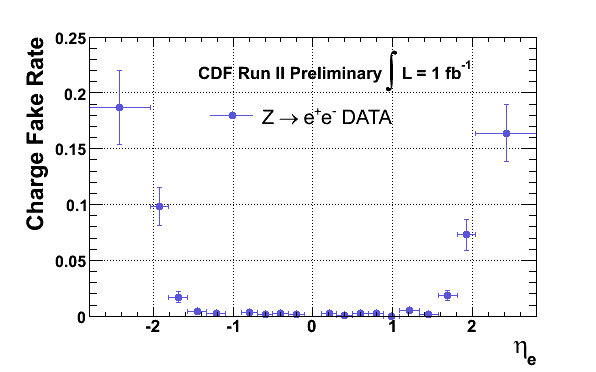 Charge Fake Rate
0.25
0.2
0.15
0.1
0.05
0
CDF Run II Preliminary ∫ L = 1 fb⁻¹
Z → e⁺e⁻ DATA
-2 -1 0 1 2
ηₑ